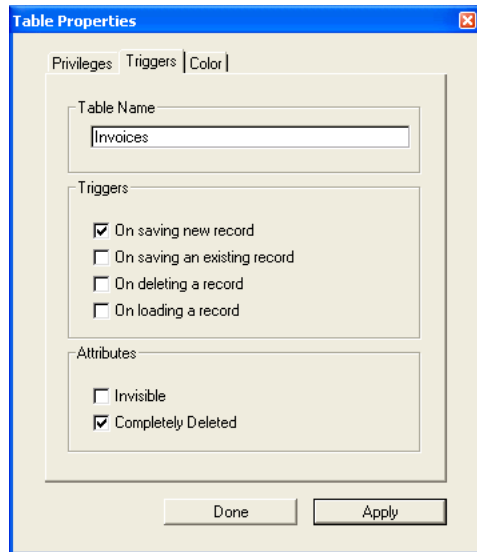 Table Properties
Privileges Triggers Color
Table Name
Invoices
Triggers
On saving new record
On saving an existing record
On deleting a record
On loading a record
Attributes
Invisible
Completely Deleted
Done Apply